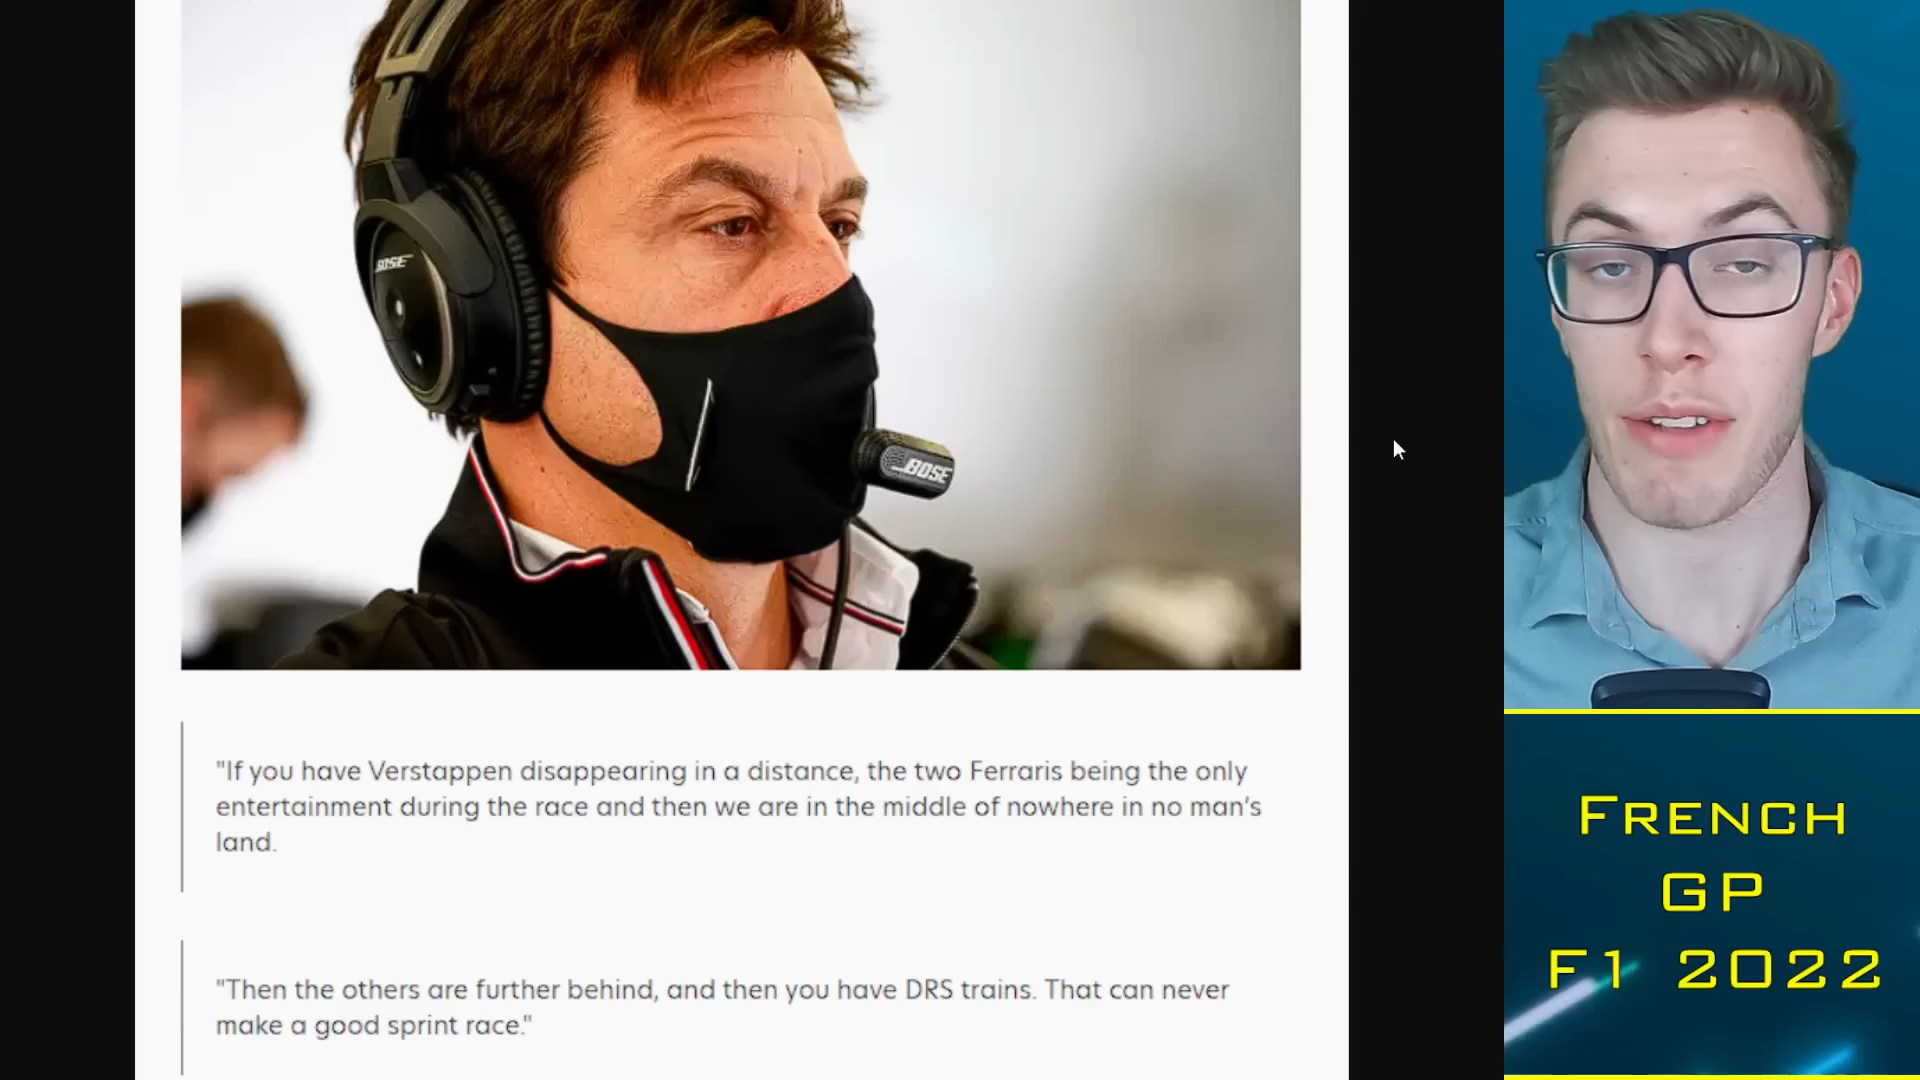 BOSE
BOSE
"If you have Verstappen disappearing in a distance, the two Ferraris being the only
entertainment during the race and then we are in the middle of nowhere in no man's
land.
"Then the others are further behind, and then you have DRS trains. That can never
make a good sprint race."
FRENCH
GP
F1 2022